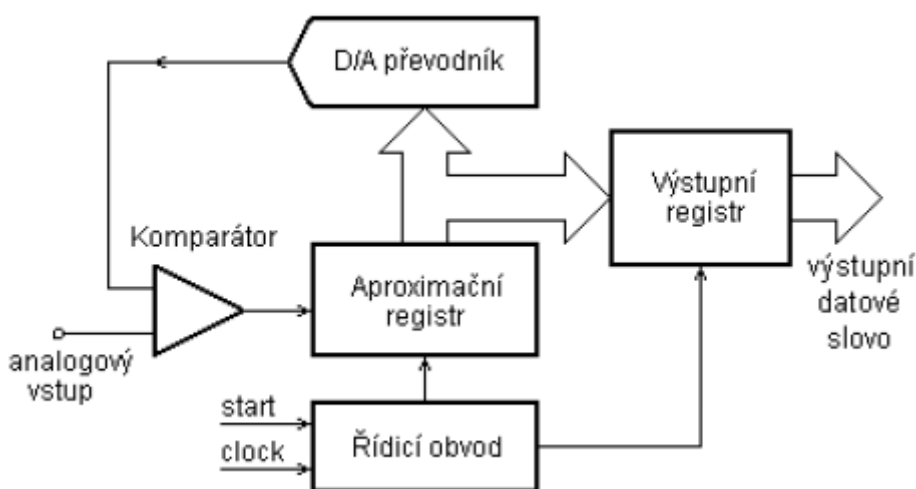 D/A převodník
Výstupní
registr
Komparátor
Aproximační
registr
výstupní
datové
slovo
analogový
vstup
start
clock
Řídicí obvod